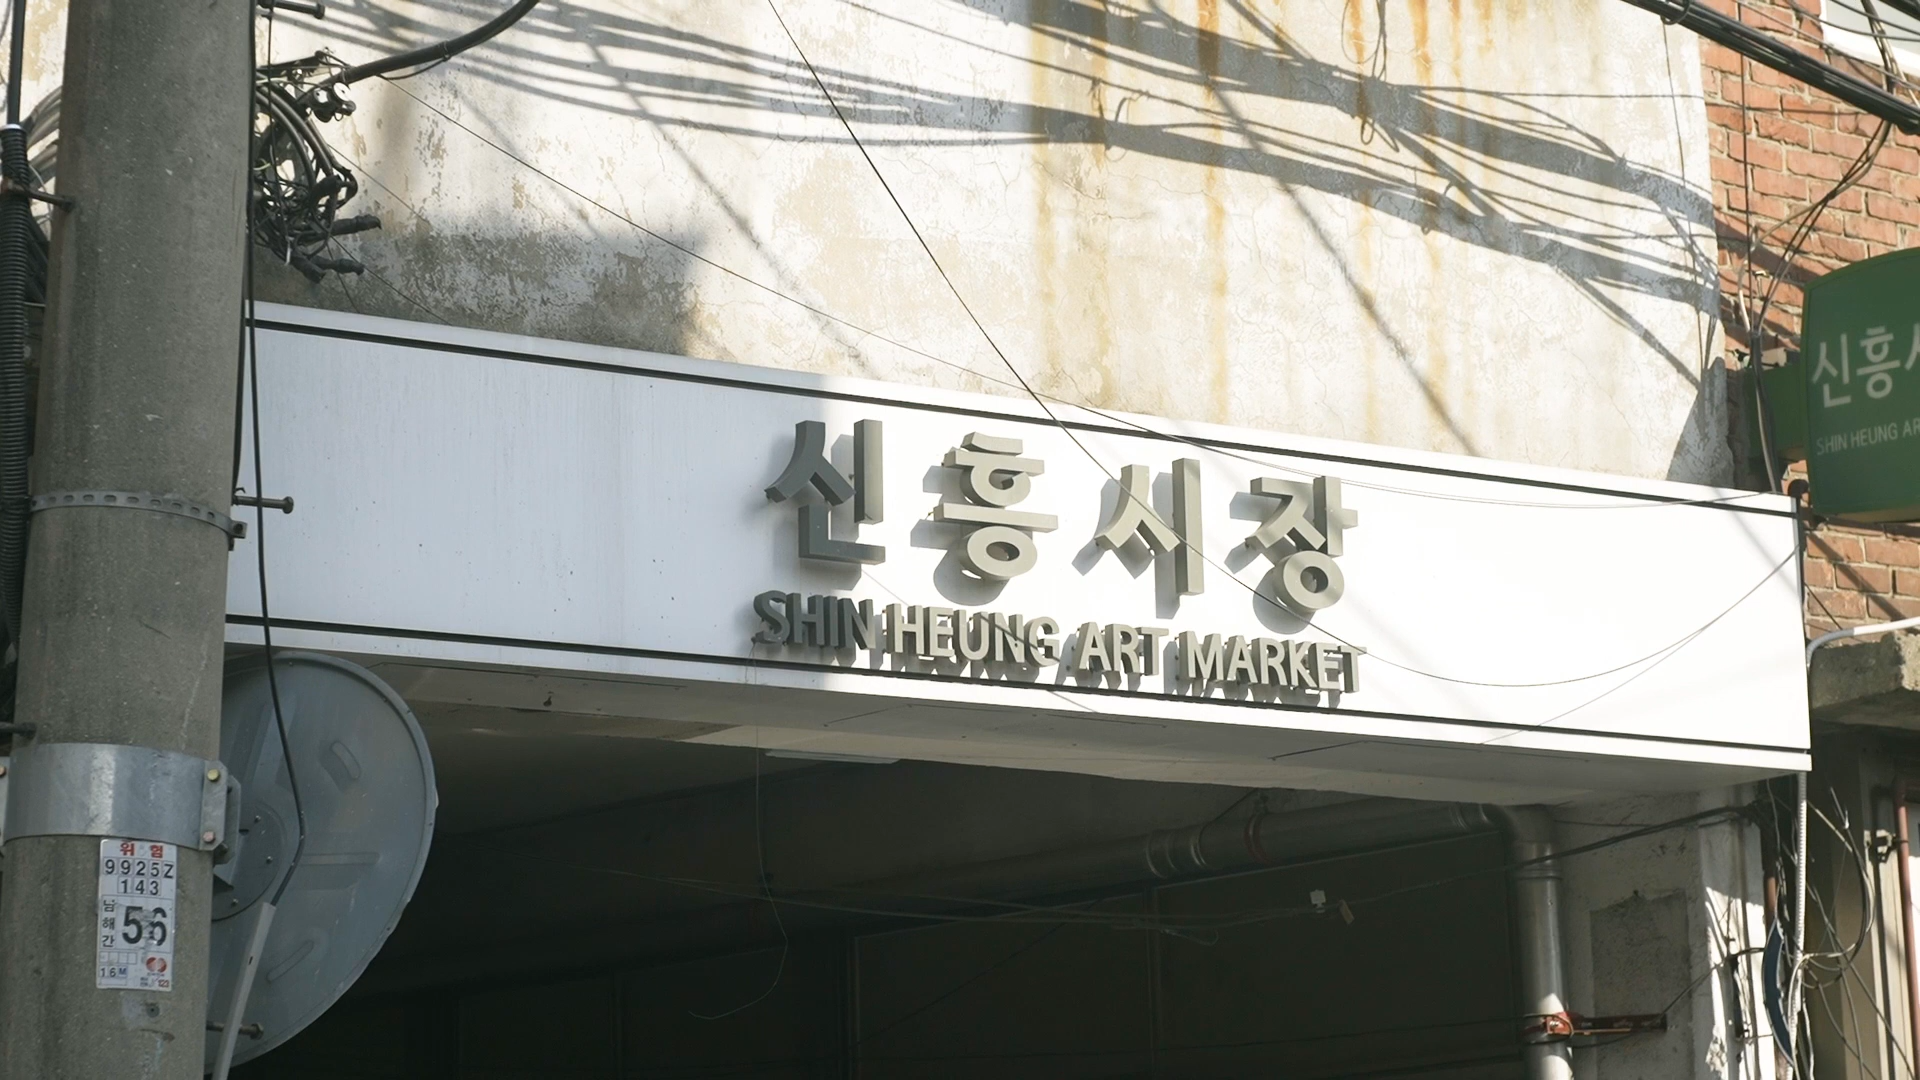 신흥시장
SHIN HEUNG ART MARKET
신흥시
SHIN HEUNG AR
위험
9925Z
143
남
해
간
56
16M